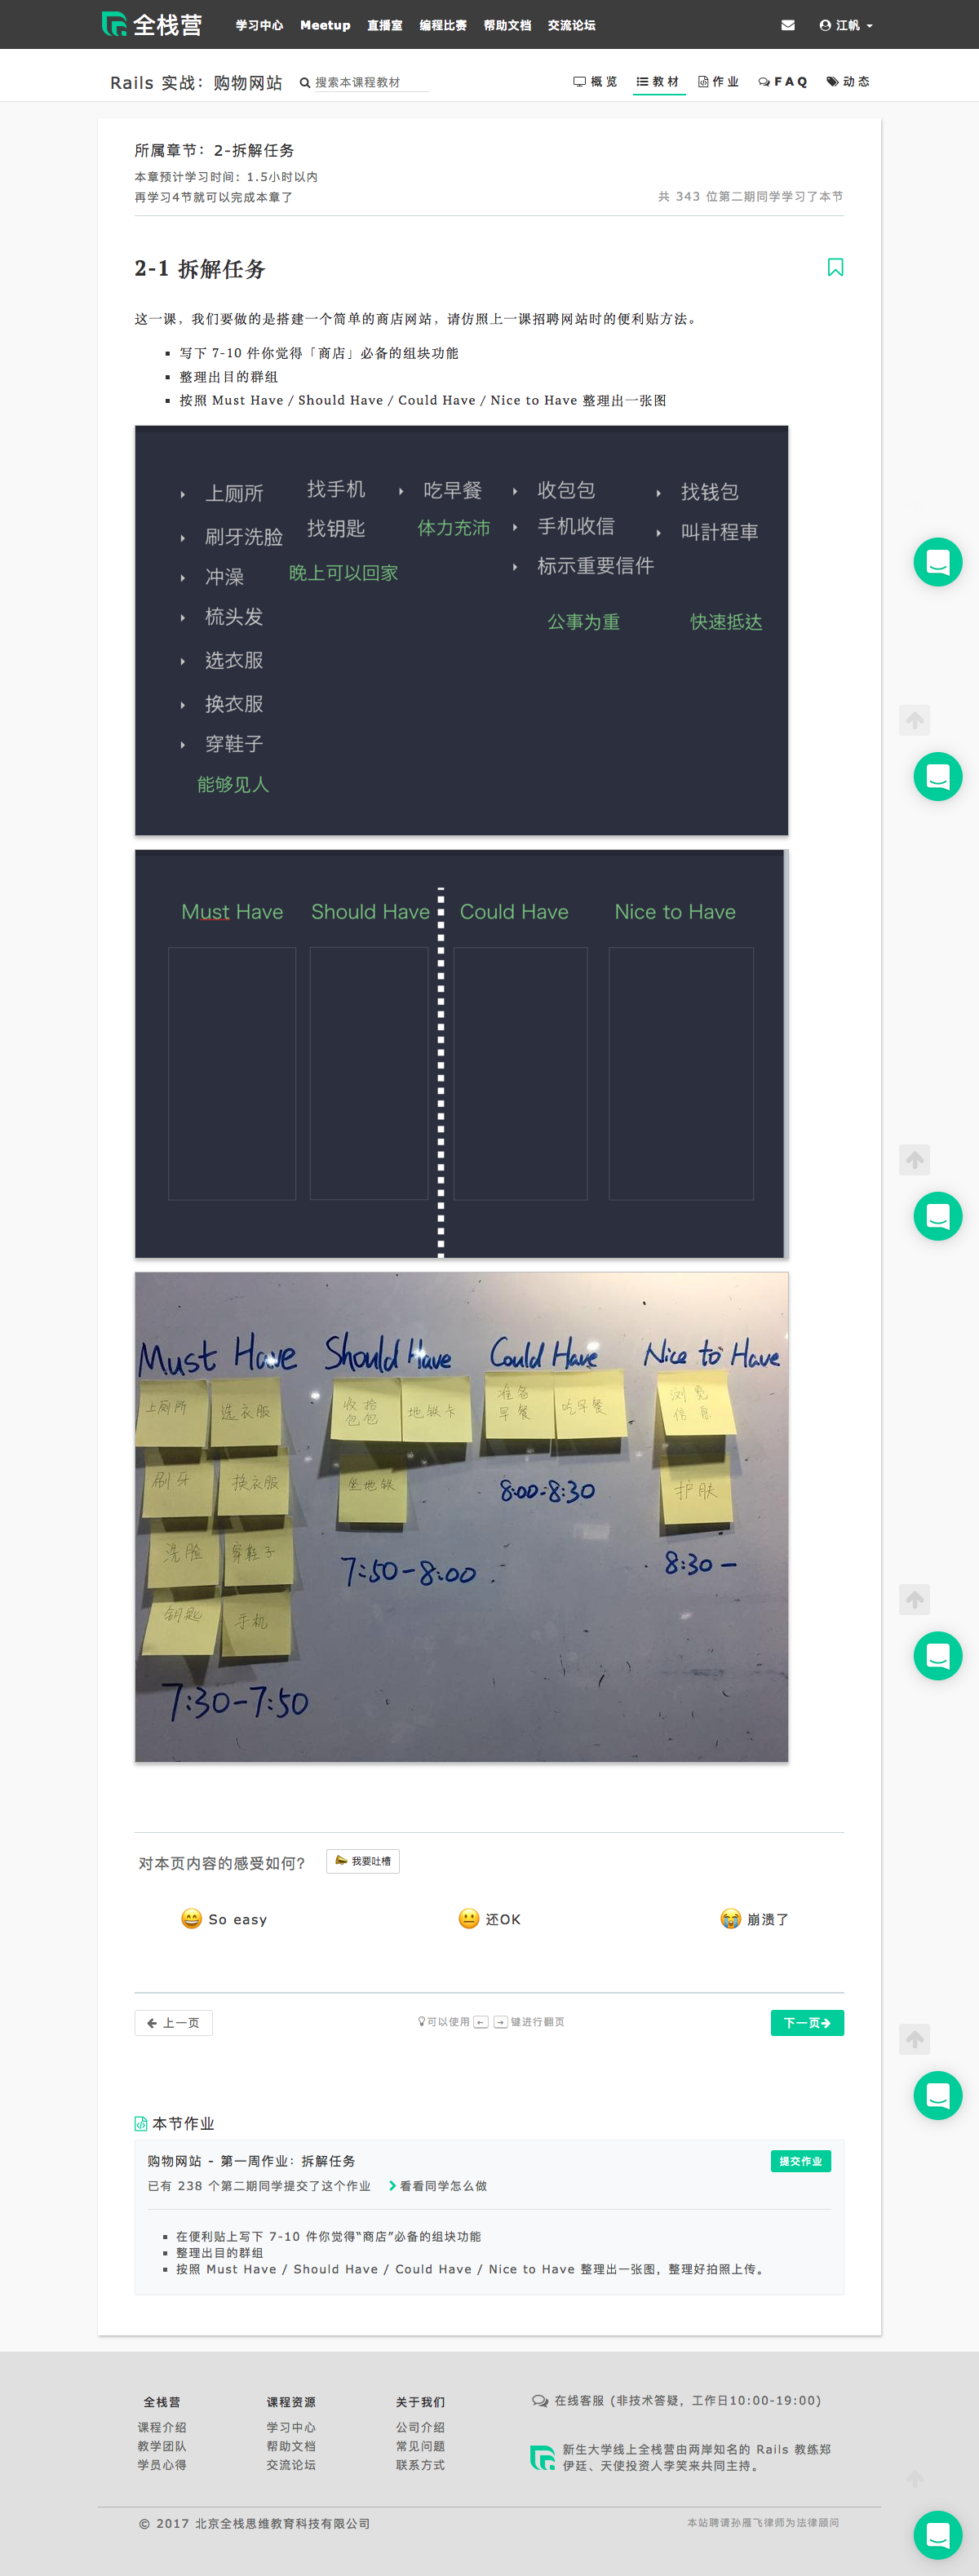 全栈营 学习中心 Meetup 直播室 编程比赛 帮助文档 交流论坛 江帆
Rails 实战：购物网站 搜索本课程教材 概览 教材 作业 FAQ 动态
所属章节：2-拆解任务
本章预计学习时间：1.5小时以内
再学习4节就可以完成本章了 共 343 位第二期同学学习了本节
2-1 拆解任务
这一课，我们要做的是搭建一个简单的商店网站，请仿照上一课招聘网站时的便利贴方法。
写下 7-10 件你觉得「商店」必备的组块功能
整理出目的群组
按照 Must Have / Should Have / Could Have / Nice to Have 整理出一张图
上厕所
刷牙洗脸
冲澡
梳头发
选衣服
换衣服
穿鞋子
能够见人
找手机
找钥匙
晚上可以回家
吃早餐
体力充沛
收包包
手机收信
标示重要信件
公事为重
找钱包
叫計程車
快速抵达
Must Have Should Have Could Have Nice to Have
Must Have Should Have Could Have Nice to Have
上厕所 选衣服
刷牙 换衣服
洗脸 穿鞋子
钥匙 手机
7:30-7:50
收拾
包包
地铁卡
坐地铁
7:50-8:00
准备
早餐
吃早餐
8:00-8:30
浏览
信息
护肤
8:30 —
对本页内容的感受如何？ 我要吐槽
So easy 还OK 崩溃了
上一页 可以使用 ← → 键进行翻页 下一页
本节作业
购物网站 - 第一周作业：拆解任务 提交作业
已有 238 个第二期同学提交了这个作业 看看同学怎么做
在便利贴上写下 7-10 件你觉得“商店”必备的组块功能
整理出目的群组
按照 Must Have / Should Have / Could Have / Nice to Have 整理出一张图，整理好拍照上传。
全栈营
课程介绍
教学团队
学员心得
课程资源
学习中心
帮助文档
交流论坛
关于我们
公司介绍
常见问题
联系方式
在线客服 (非技术答疑，工作日10:00-19:00)
新生大学线上全栈营由两岸知名的 Rails 教练郑
伊廷、天使投资人李笑来共同主持。
© 2017 北京全栈思维教育科技有限公司 本站聘请孙雁飞律师为法律顾问